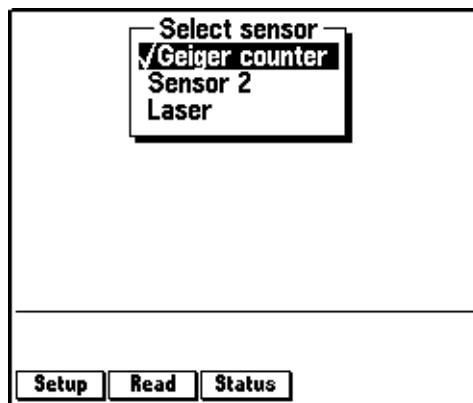 Select sensor
√Geiger counter
Sensor 2
Laser
Setup Read Status